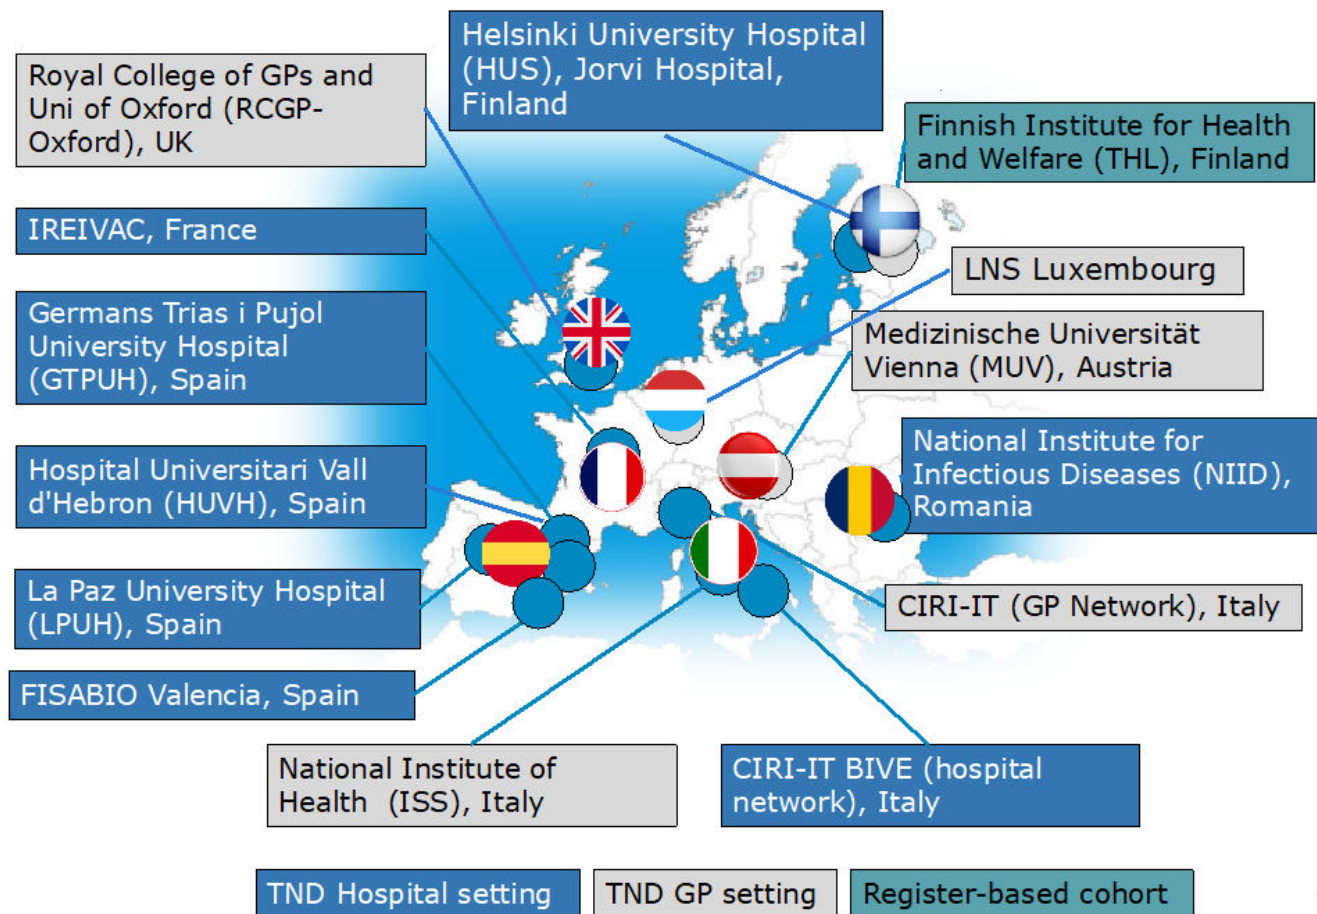 Helsinki University Hospital
(HUS), Jorvi Hospital,
Finland
Royal College of GPs and
Uni of Oxford (RCGP-
Oxford), UK
Finnish Institute for Health
and Welfare (THL), Finland
IREIVAC, France
LNS Luxembourg
Germans Trias i Pujol
University Hospital
(GTPUH), Spain
Medizinische Universität
Vienna (MUV), Austria
Hospital Universitari Vall
d'Hebron (HUVH), Spain
National Institute for
Infectious Diseases (NIID),
Romania
La Paz University Hospital
(LPUH), Spain
CIRI-IT (GP Network), Italy
FISABIO Valencia, Spain
National Institute of
Health (ISS), Italy
CIRI-IT BIVE (hospital
network), Italy
TND Hospital setting
TND GP setting
Register-based cohort